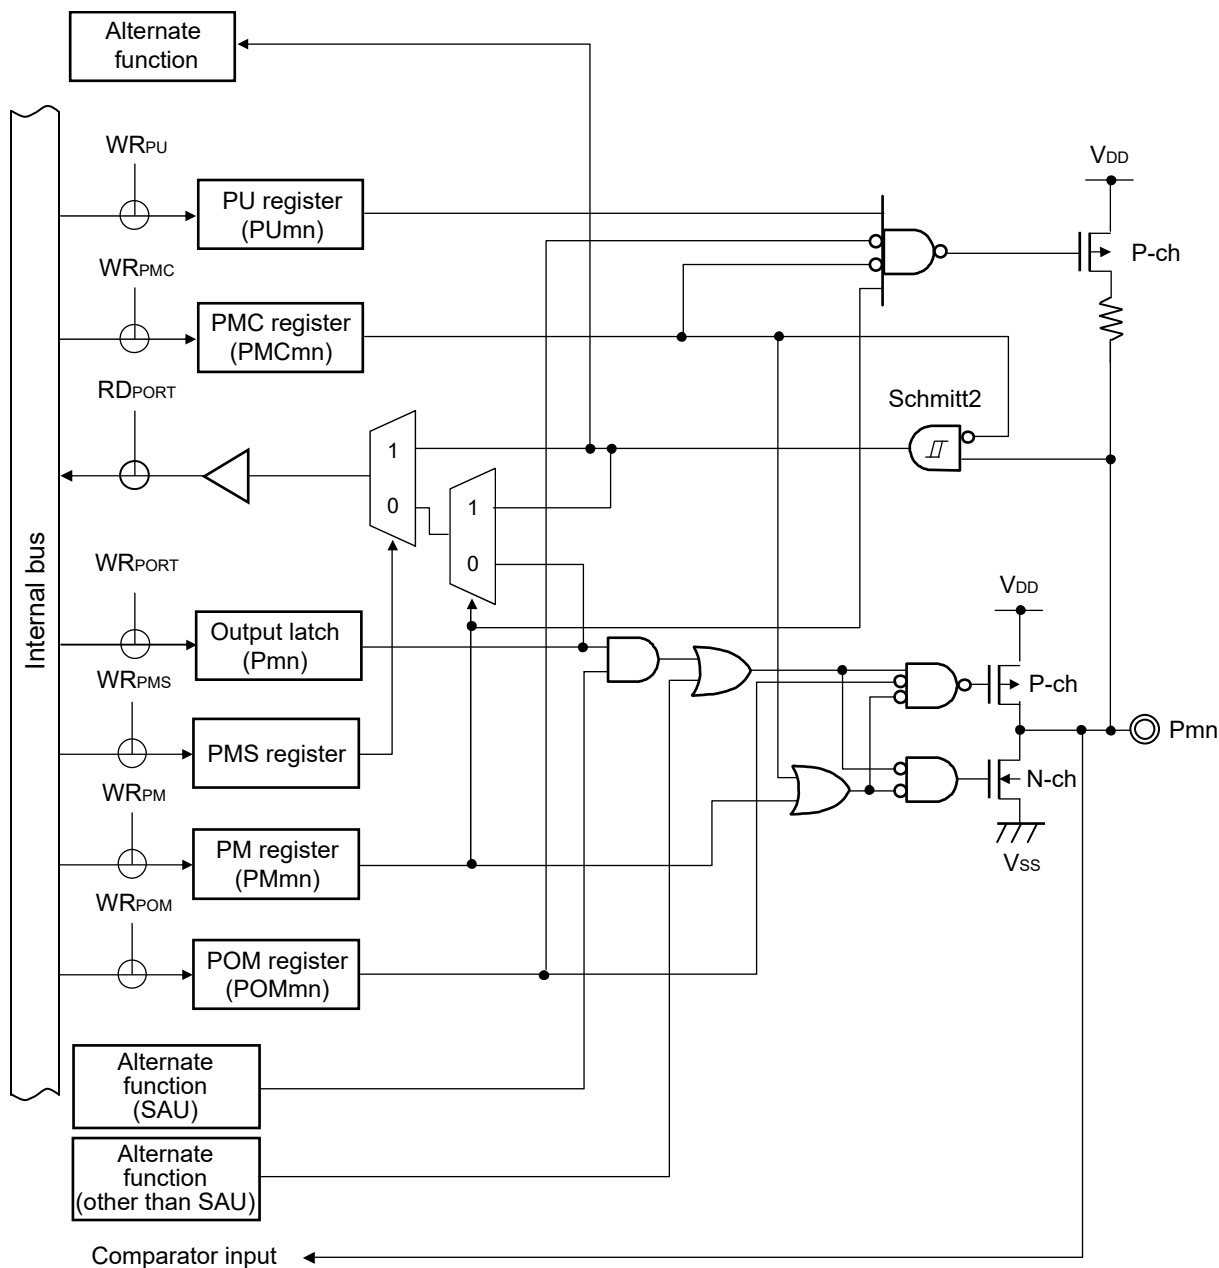 Alternate
function
WRPU
VDD
PU register
(PUmn)
P-ch
WRPMC
PMC register
(PMCmn)
RDPORT
Schmitt2
1
0
1
0
Internal bus
WRPORT
VDD
Output latch
(Pmn)
WRPMS
P-ch
Pmn
PMS register
N-ch
WRPM
VSS
PM register
(PMmn)
WRPOM
POM register
(POMmn)
Alternate
function
(SAU)
Alternate
function
(other than SAU)
Comparator input